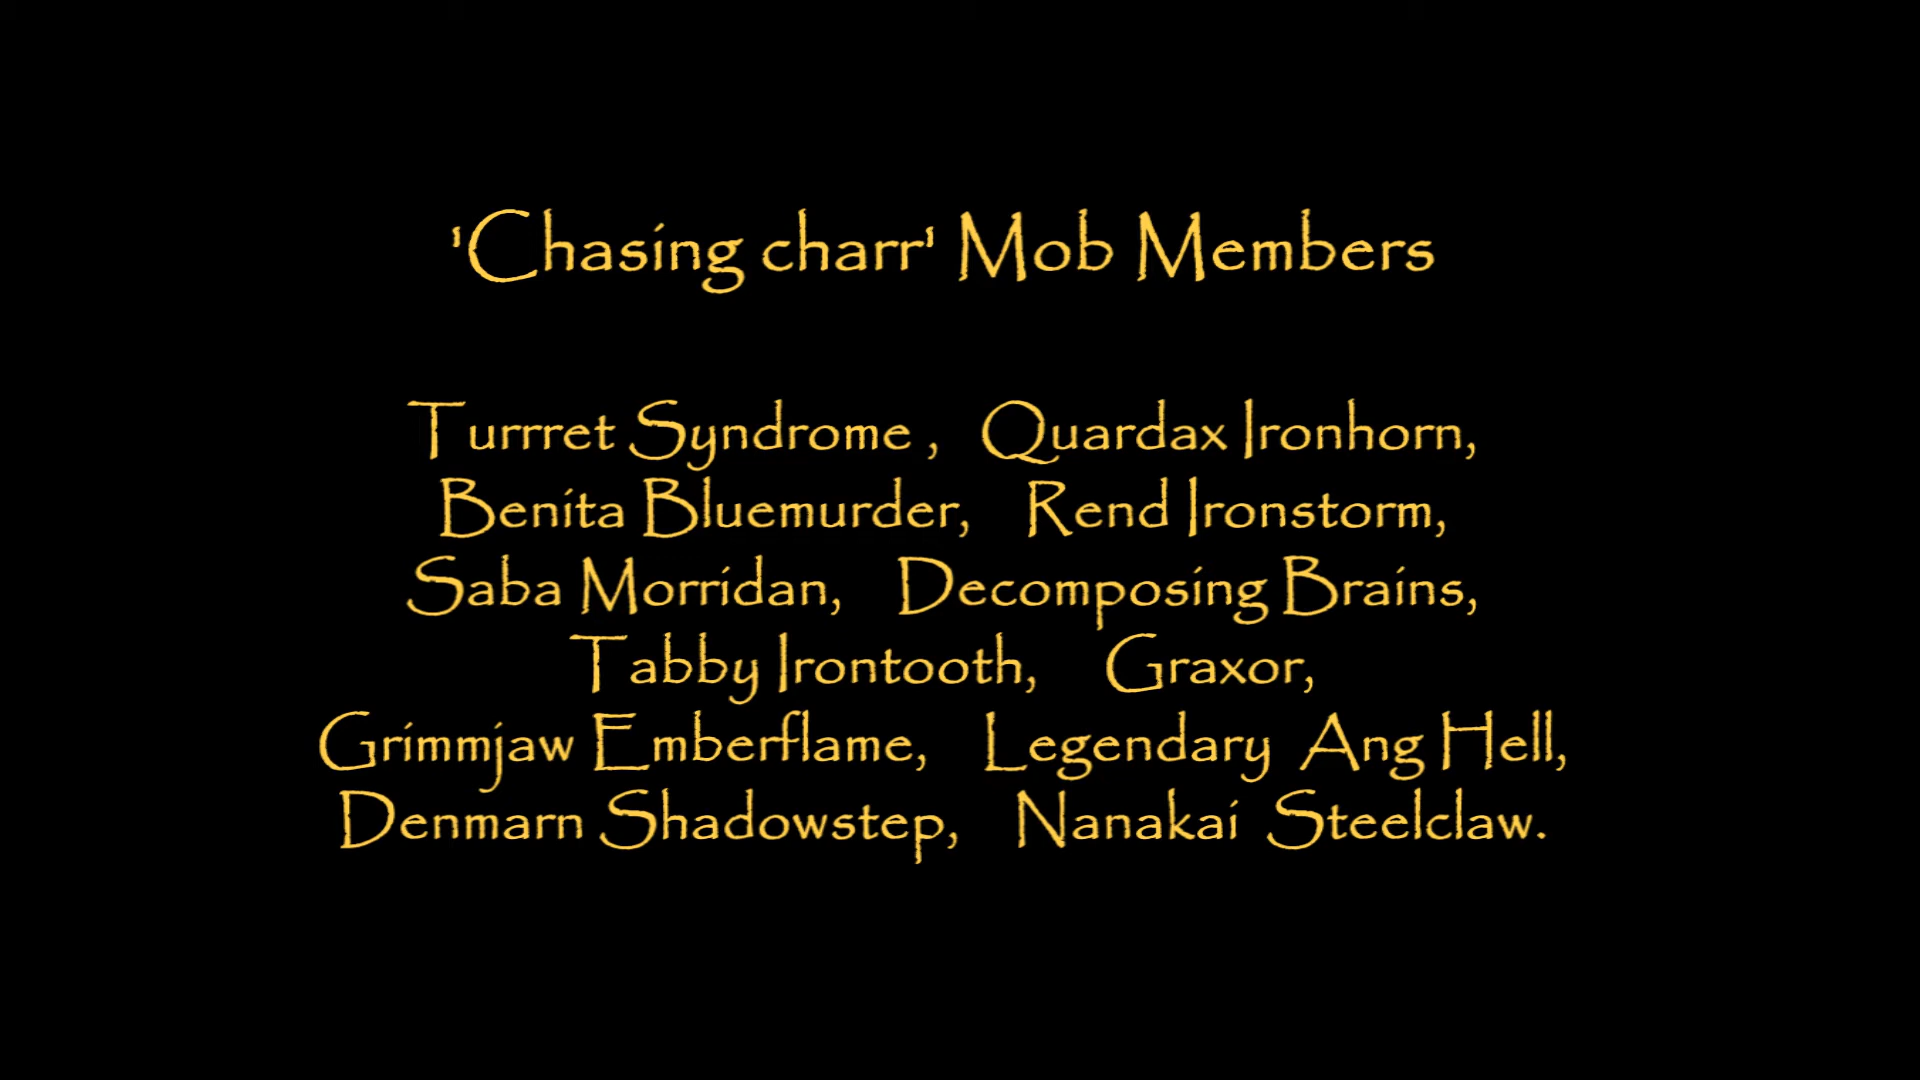 'Chasing charr' Mob Members
Turrret Syndrome , Quardax Ironhorn,
Benita Bluemurder, Rend Ironstorm,
Saba Morridan, Decomposing Brains,
Tabby Irontooth, Graxor,
Grimmjaw Emberflame, Legendary Ang Hell,
Denmarn Shadowstep, Nanakai Steelclaw.